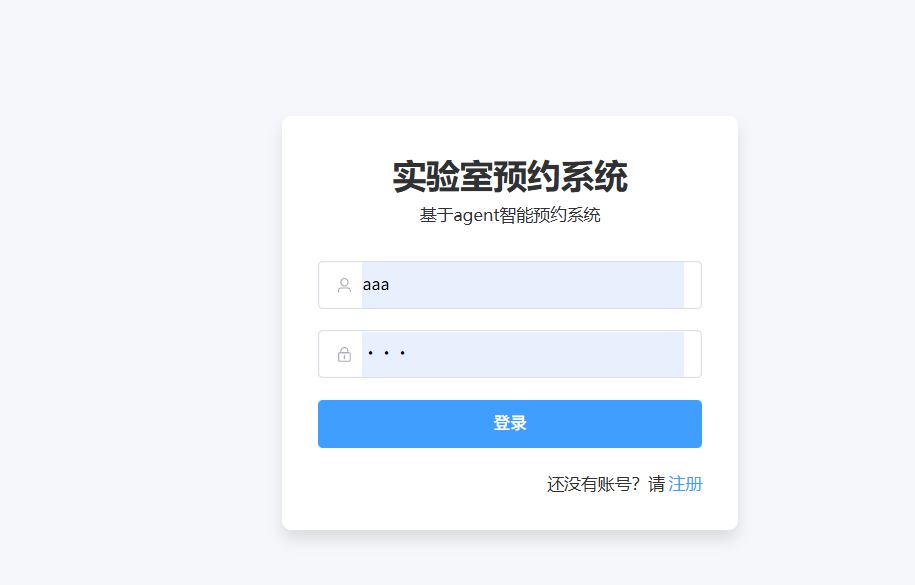 实验室预约系统
基于agent智能预约系统
aaa
···
登录
还没有账号？请 注册